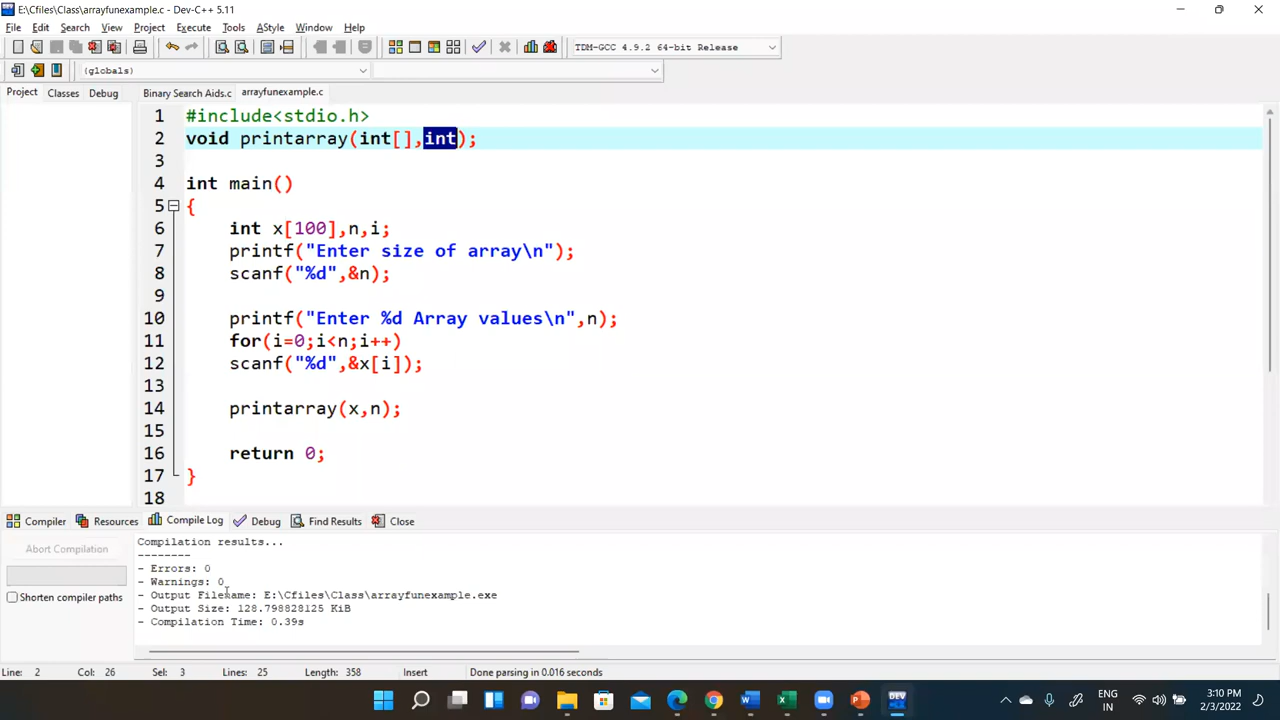 E:\Cfiles\Class\arrayfunexample.c - Dev-C++ 5.11
File Edit Search View Project Execute Tools AStyle Window Help
TDM-GCC 4.9.2 64-bit Release
(globals)
Project Classes Debug Binary Search Aids.c arrayfunexample.c
1 #include<stdio.h>
2 void printarray(int[],int);
3
4 int main()
5 {
6 int x[100],n,i;
7 printf("Enter size of array\n");
8 scanf("%d",&n);
9
10 printf("Enter %d Array values\n",n);
11 for(i=0;i<n;i++)
12 scanf("%d",&x[i]);
13
14 printarray(x,n);
15
16 return 0;
17 }
18
Compiler Resources Compile Log Debug Find Results Close
Abort Compilation
Shorten compiler paths
Compilation results...
--------
- Errors: 0
- Warnings: 0
- Output Filename: E:\Cfiles\Class\arrayfunexample.exe
- Output Size: 128.798828125 KiB
- Compilation Time: 0.39s
Line: 2 Col: 26 Sel: 3 Lines: 25 Length: 358 Insert Done parsing in 0.016 seconds
DEV
ENG
IN
3:10 PM
2/3/2022